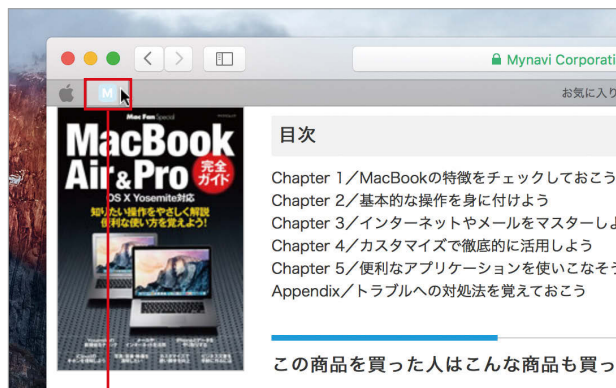 Mynavi Corporati
M
お気に入り
Mac Fan Special
MacBook
Air & Pro
完全
ガイド
OS X Yosemite対応
知りたい操作をやさしく解説
便利な使い方を覚えよう!
目次
Chapter 1／MacBookの特徴をチェックしておこう
Chapter 2／基本的な操作を身に付けよう
Chapter 3／インターネットやメールをマスターしよ
Chapter 4／カスタマイズで徹底的に活用しよう
Chapter 5／便利なアプリケーションを使いこなそう
Appendix／トラブルへの対処法を覚えておこう
この商品を買った人はこんな商品も買っ